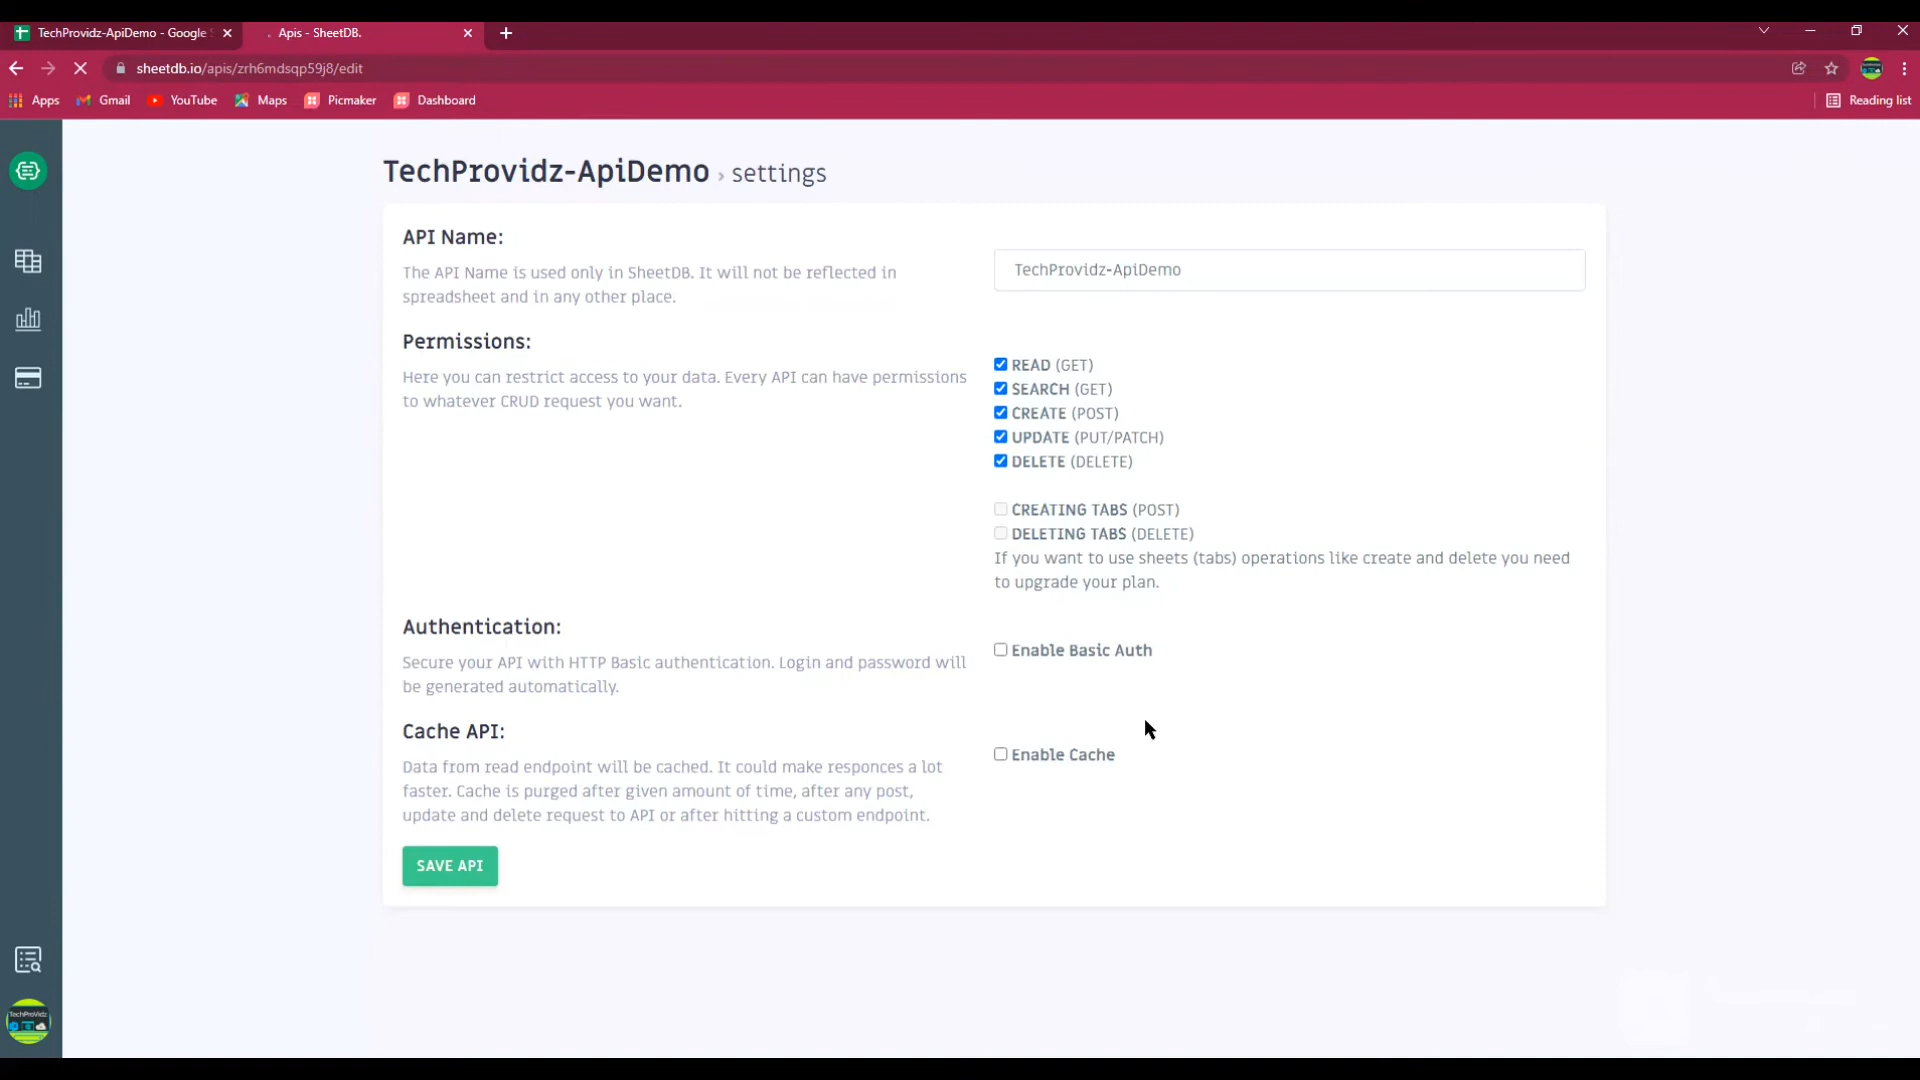 TechProvidz-ApiDemo - Google
Apis - SheetDB.
sheetdb.io/apis/zrh6mdsqp59j8/edit
Apps
Gmail
YouTube
Maps
Picmaker
Dashboard
Reading list
TechProvidz-ApiDemo › settings
API Name:
The API Name is used only in SheetDB. It will not be reflected in
spreadsheet and in any other place.
TechProvidz-ApiDemo
Permissions:
Here you can restrict access to your data. Every API can have permissions
to whatever CRUD request you want.
READ (GET)
SEARCH (GET)
CREATE (POST)
UPDATE (PUT/PATCH)
DELETE (DELETE)
CREATING TABS (POST)
DELETING TABS (DELETE)
If you want to use sheets (tabs) operations like create and delete you need
to upgrade your plan.
Authentication:
Secure your API with HTTP Basic authentication. Login and password will
be generated automatically.
Enable Basic Auth
Cache API:
Data from read endpoint will be cached. It could make responces a lot
faster. Cache is purged after given amount of time, after any post,
update and delete request to API or after hitting a custom endpoint.
Enable Cache
SAVE API
TechProVidz